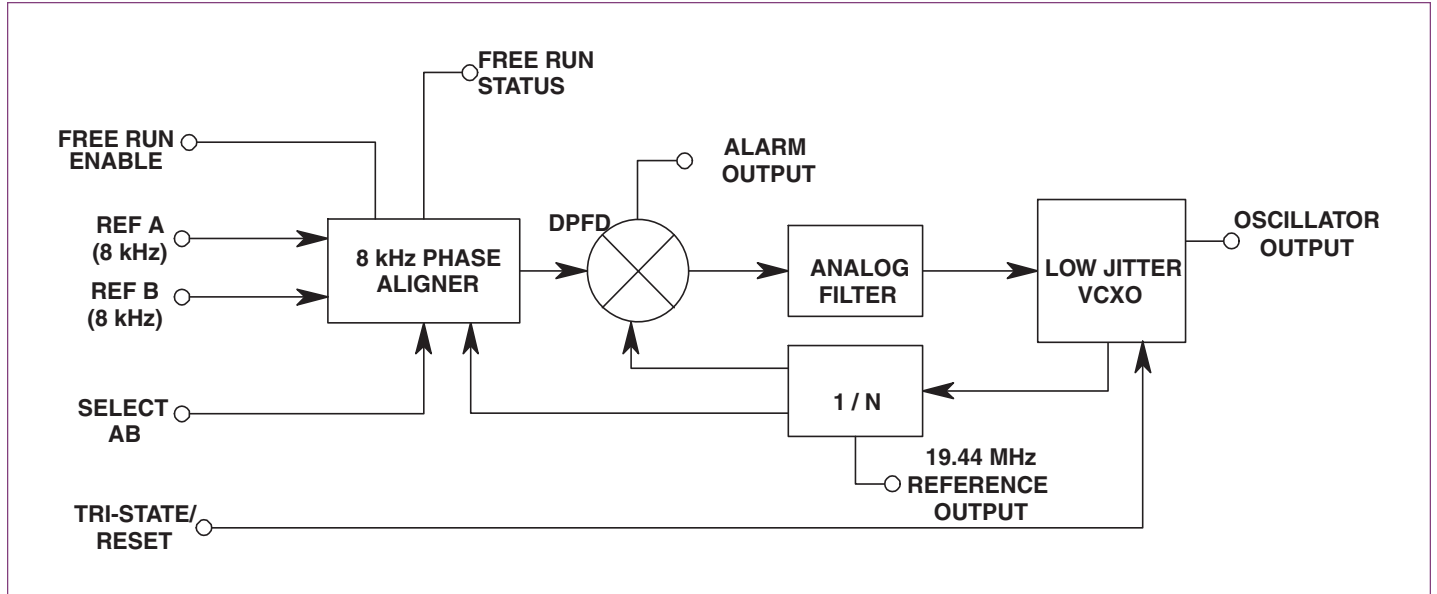 FREE RUN
STATUS
FREE RUN
ENABLE
ALARM
OUTPUT
REF A
(8 kHz)
DPFD
OSCILLATOR
OUTPUT
8 kHz PHASE
ALIGNER
ANALOG
FILTER
LOW JITTER
VCXO
REF B
(8 kHz)
SELECT
AB
1 / N
19.44 MHz
REFERENCE
OUTPUT
TRI-STATE/
RESET